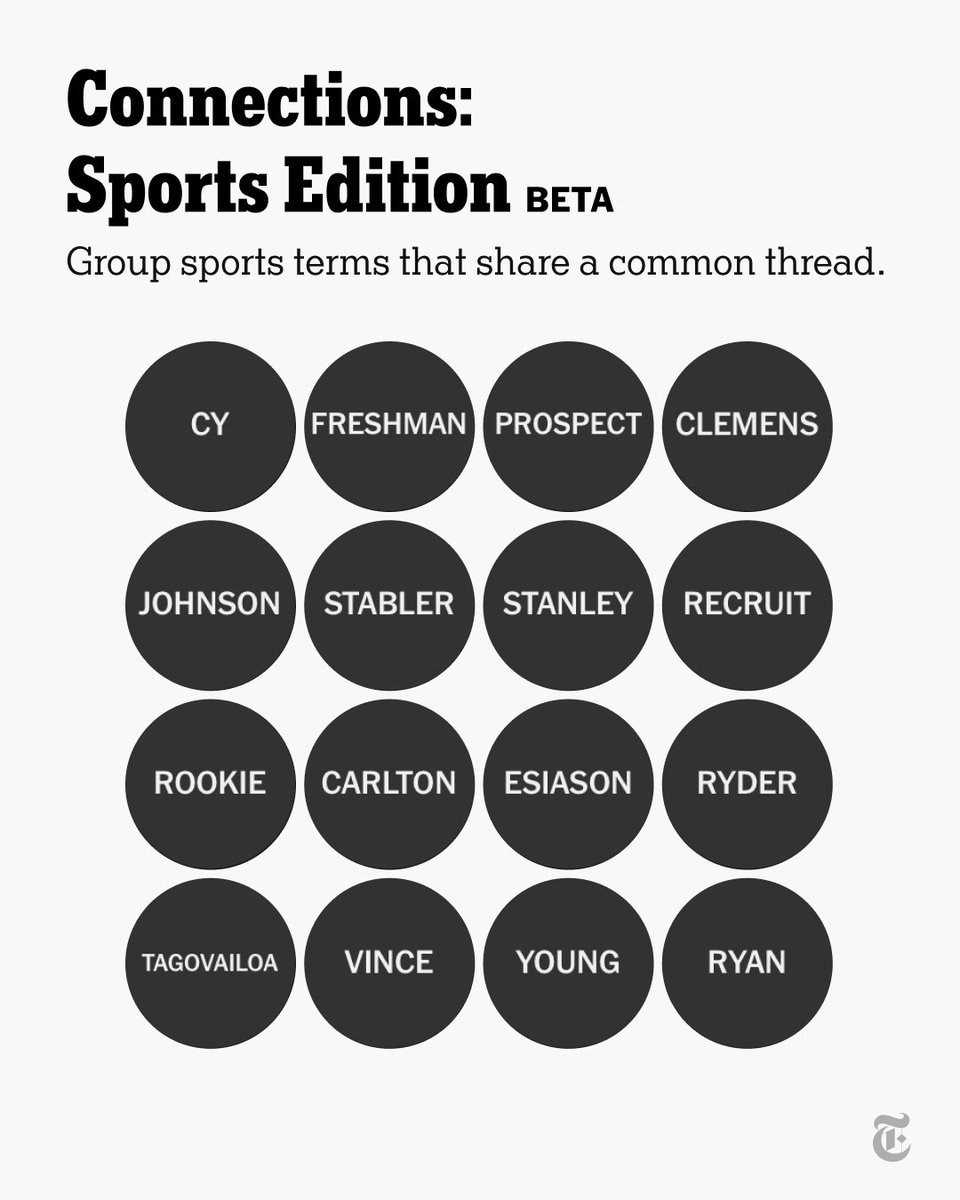 Connections:
Sports Edition BETA
Group sports terms that share a common thread.
CY FRESHMAN PROSPECT CLEMENS
JOHNSON STABLER STANLEY RECRUIT
ROOKIE CARLTON ESIASON RYDER
TAGOVAILOA VINCE YOUNG RYAN
T